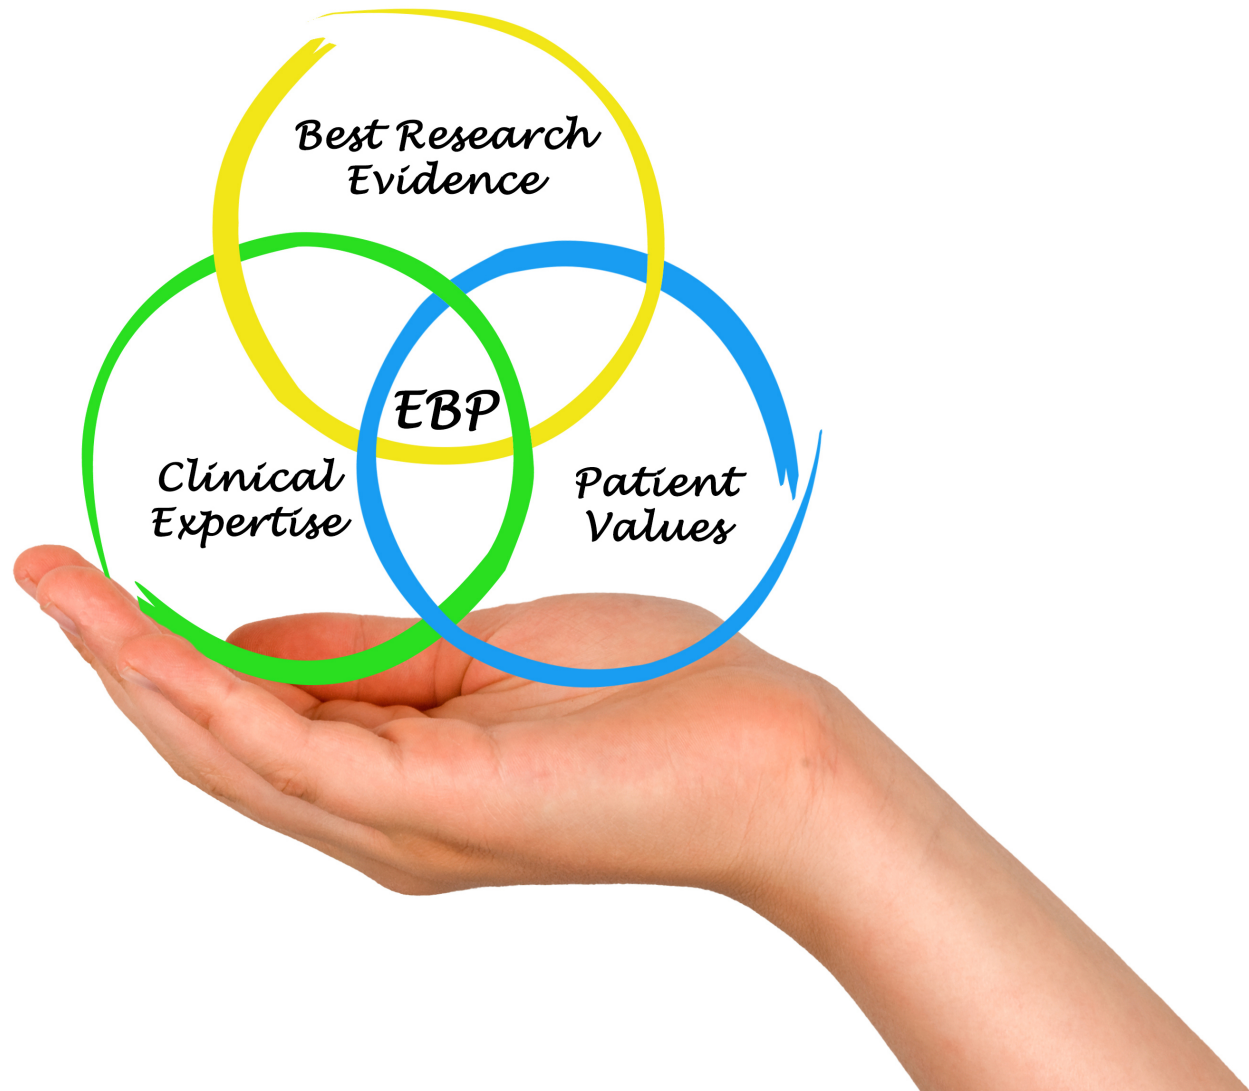 Best Research
Evidence
EBP
Clinical
Expertise
Patient
Values